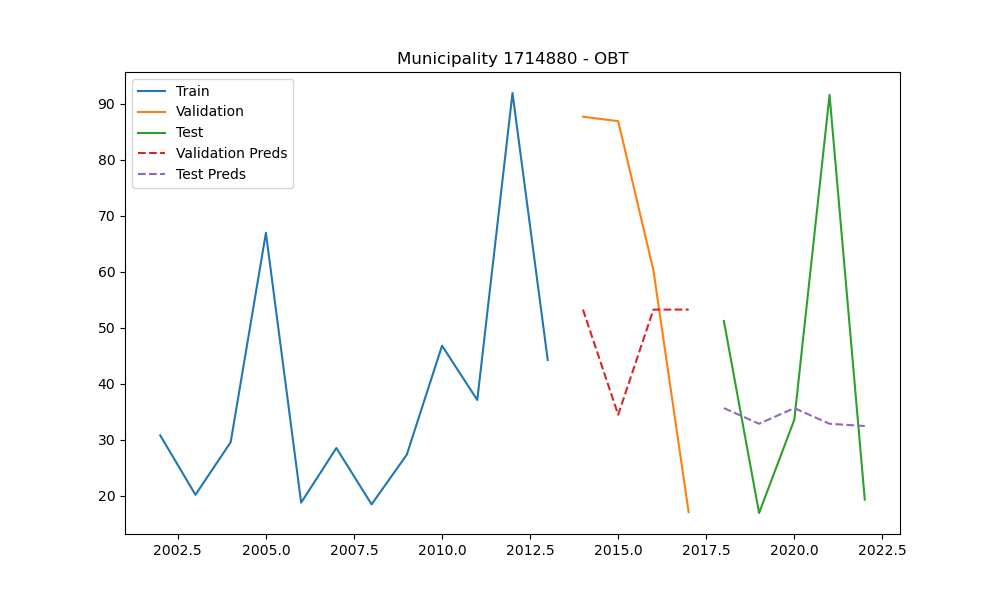 Municipality 1714880 - OBT
Train
Validation
Test
Validation Preds
Test Preds
90
80
70
60
50
40
30
20
2002.5 2005.0 2007.5 2010.0 2012.5 2015.0 2017.5 2020.0 2022.5